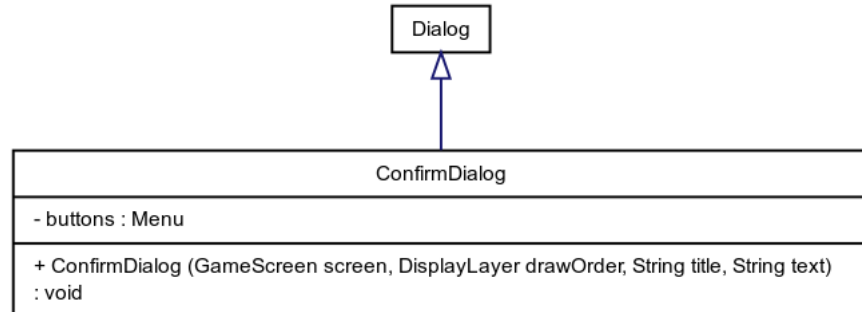 Dialog
ConfirmDialog
- buttons : Menu
+ ConfirmDialog (GameScreen screen, DisplayLayer drawOrder, String title, String text)
: void